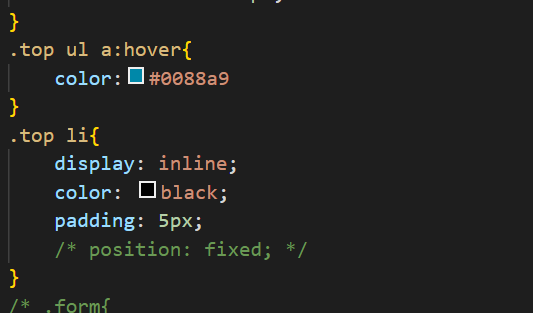 }
.top ul a:hover{
    color: #0088a9
}
.top li{
    display: inline;
    color: black;
    padding: 5px;
    /* position: fixed; */
}
/* .form{